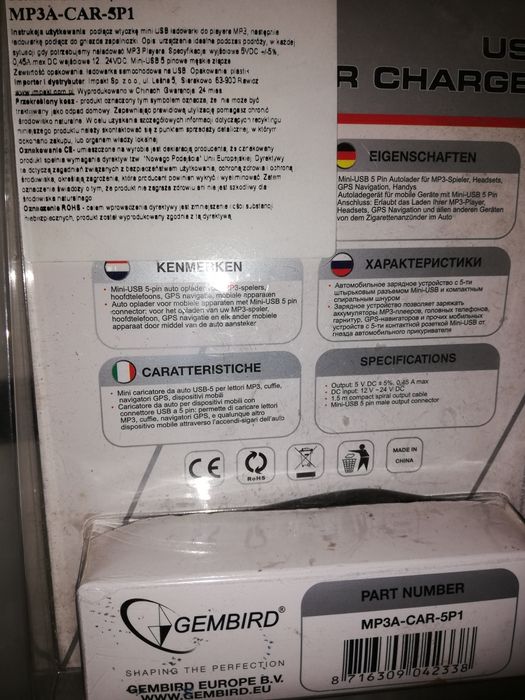 MP3A-CAR-5P1
Instrukcja użytkowania: podłącz wtyczkę mini USB ładowarki do playera MP3, następnie
ładowarkę podłącz do gniazda zapalniczki. Opis: urządzenie idealne podczas podróży, w każdej
sytuacji gdy potrzebujemy naładować MP3 Playera. Specyfikacja: wyjściowe 5VDC +/-5%,
0,45A max DC wejściowe 12..24VDC Mini-USB 5 pinowe męskie złącze
Zawartość opakowania: ładowarka samochodowa na USB Opakowanie: plastik
Importer i dystrybutor: Impakt Sp. z o.o., ul. Leśna 5, Sierakowo 63-900 Rawicz
www.impakt.com.pl Wyprodukowano w Chinach Gwarancja: 24 mies
Przekreślony kosz - produkt oznaczony tym symbolem oznacza, że nie może być
traktowany jako odpad domowy. Zapewniając prawidłową utylizację pomagasz chronić
środowisko naturalne. W celu uzyskania szczegółowych informacji dotyczących recyclingu
niniejszego produktu należy skontaktować się z punktem sprzedaży detalicznej, w którym
dokonano zakupu, lub organem władzy lokalnej
Oznakowanie CE - umieszczone na wyrobie jest deklaracją producenta, że oznakowany
produkt spełnia wymagania dyrektyw tzw. "Nowego Podejścia" Unii Europejskiej. Dyrektywy
te dotyczą zagadnień związanych z bezpieczeństwem użytkowania, ochroną zdrowia i ochroną
środowiska, określają zagrożenia, które producent powinien wykryć i wyeliminować. Zatem
oznaczenie świadczy o tym, że produkt nie zagraża zdrowiu ani nie jest szkodliwy dla
środowiska naturalnego
Oznaczenie ROHS - celem wprowadzenia dyrektywy jest zmniejszenie ilości substancji
niebezpiecznych, produkt został wyprodukowany zgodnie z tą dyrektywą
US
R CHARGE
EIGENSCHAFTEN
Mini-USB 5 Pin Autolader für MP3-Spieler, Headsets,
GPS Navigation, Handys
Autoladegerät für mobile Geräte mit Mini-USB 5 Pin
Anschluss: Erlaubt das Laden Ihrer MP3-Player,
Headsets, GPS Navigation und allen anderen Geräten
von dem Zigarettenanzünder im Auto
KENMERKEN
• Mini-USB 5-pin auto oplader MP3-spelers,
hoofdtelefoons, GPS navigatie, mobiele apparaten
• Auto oplader voor mobiele apparaten met Mini-USB 5 pin
connector: voor het opladen van uw MP3-speler,
hoofdtelefoon, GPS navigatie en elk ander mobiele
apparaat door middel van de auto aansteker
ХАРАКТЕРИСТИКИ
• Автомобильное зарядное устройство с 5-ти
штырьковым разъемом Mini-USB и компактным
спиральным шнуром
• Зарядное устройство позволяет заряжать
аккумуляторы MP3-плееров, головных телефонов,
гарнитур, GPS-навигаторов и прочих мобильных
устройств с 5-ти контактной розеткой Mini-USB от
гнезда автомобильного прикуривателя
CARATTERISTICHE
• Mini caricatore da auto USB-5 per lettori MP3, cuffie,
navigatori GPS, dispositivi mobili
• Caricatore da auto per dispositivi mobili con
connettore USB a 5 pin: permette di caricare lettori
MP3, cuffie, navigatori GPS, e qualunque altro
dispositivo mobile attraverso l'accendi-sigari dell'auto
SPECIFICATIONS
• Output: 5 V DC ± 5%, 0,45 A max
• DC input: 12 V ~24 V DC
• 1.5 m compact spiral output cable
• Mini-USB 5 pin male output connector
CE
RoHS
MADE IN
CHINA
GEMBIRD®
SHAPING THE PERFECTION
GEMBIRD EUROPE B.V.
WWW.GEMBIRD.EU
PART NUMBER
MP3A-CAR-5P1
8 716309 042338